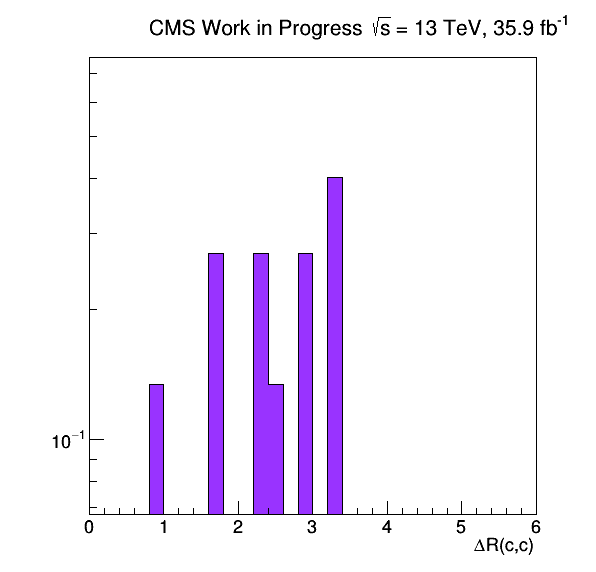 CMS Work in Progress √s = 13 TeV, 35.9 fb⁻¹
10⁻¹
0 1 2 3 4 5 6
ΔR(c,c)